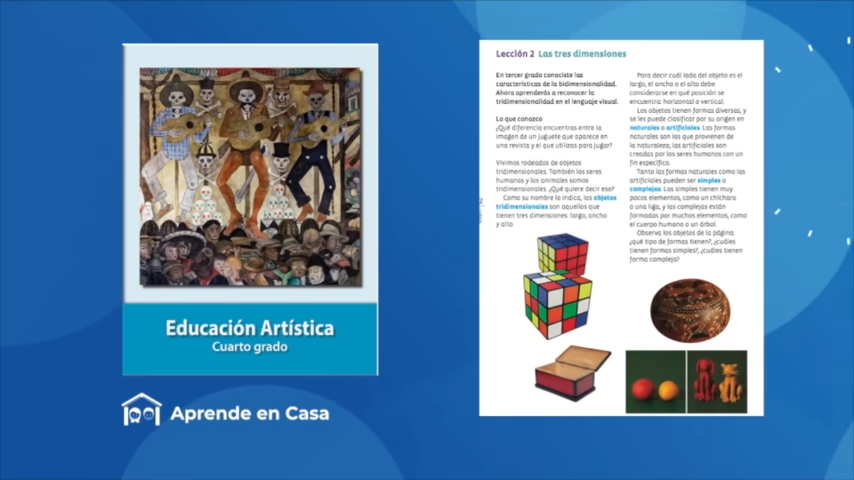 Educación Artística
Cuarto grado
Aprende en Casa
Lección 2 Las tres dimensiones
En tercer grado conociste las
características de la bidimensionalidad.
Ahora aprenderás a reconocer la
tridimensionalidad en el lenguaje visual.
Lo que conozco
¿Qué diferencia encuentras entre la
imagen de un juguete que aparece en
una revista y el que utilizas para jugar?
Vivimos rodeados de objetos
tridimensionales. También los seres
humanos y los animales somos
tridimensionales. ¿Qué quiere decir eso?
Como su nombre lo indica, los objetos
tridimensionales son aquellos que
tienen tres dimensiones: largo, ancho
y alto.
Para decir cuál lado del objeto es el
largo, el ancho o el alto debe
considerarse en qué posición se
encuentra: horizontal o vertical.
Los objetos tienen formas diversas, y
se les puede clasificar por su origen en
naturales o artificiales. Las formas
naturales son las que provienen de
la naturaleza; las artificiales son
creadas por los seres humanos con un
fin específico.
Tanto las formas naturales como las
artificiales pueden ser simples o
complejas. Las simples tienen muy
pocos elementos, como un chícharo
o una liga, y las complejas están
formadas por muchos elementos, como
el cuerpo humano o un árbol.
Observa los objetos de la página
¿qué tipo de formas tienen?, ¿cuáles
tienen formas simples?, ¿cuáles tienen
forma compleja?